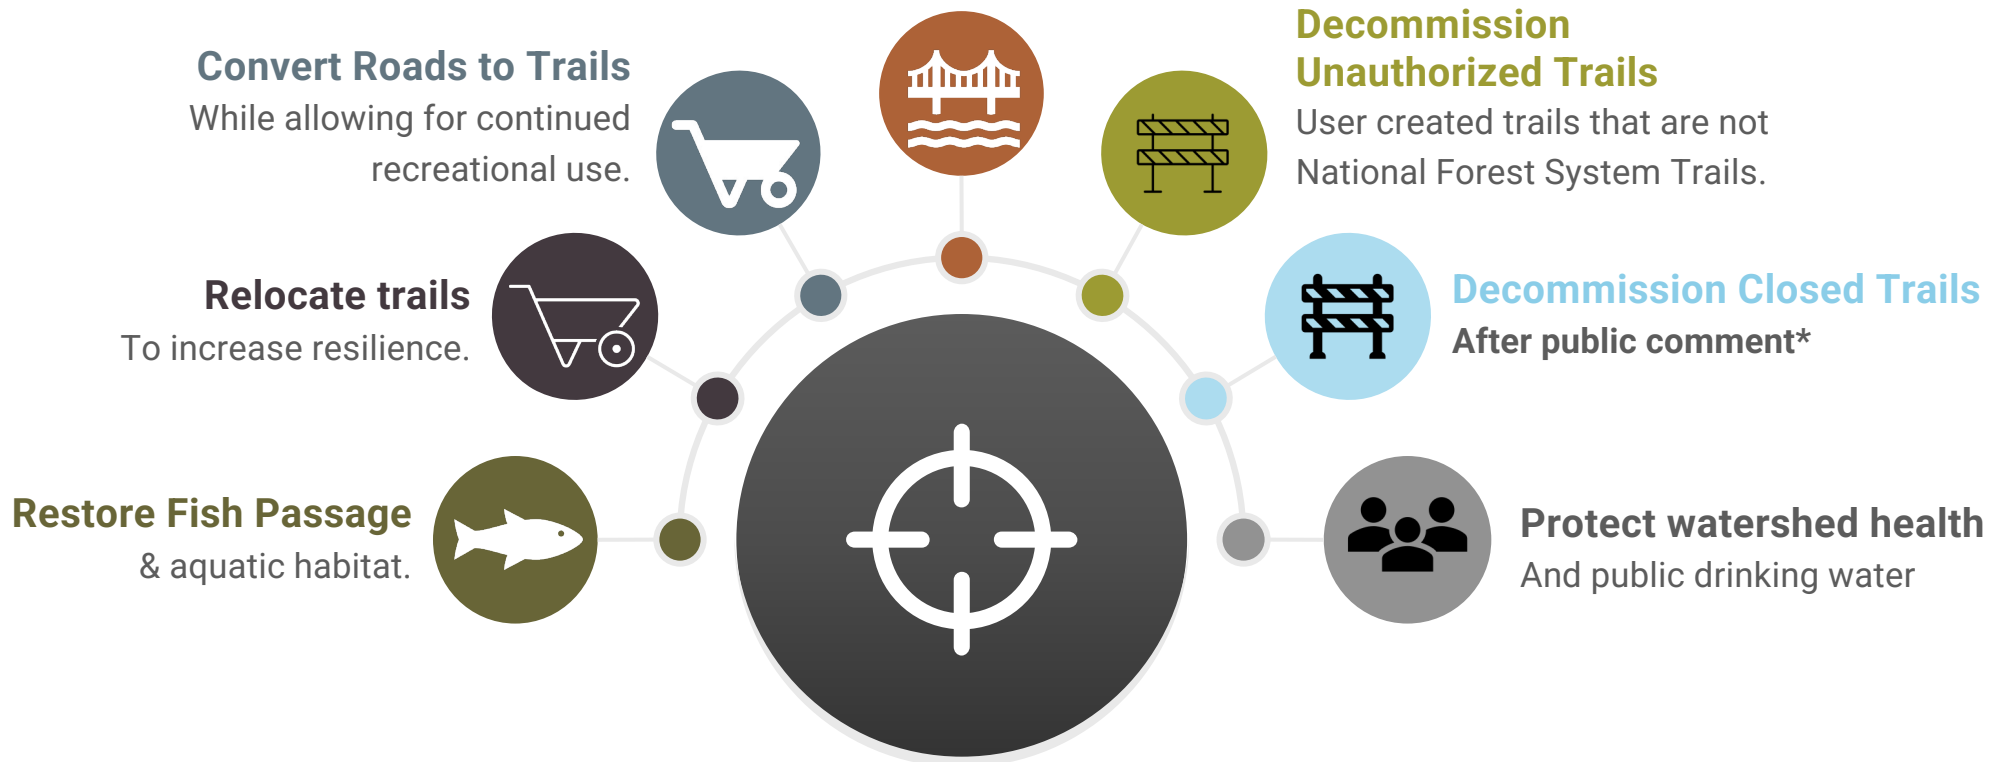 Convert Roads to Trails
While allowing for continued
recreational use.
Relocate trails
To increase resilience.
Restore Fish Passage
& aquatic habitat.
Decommission
Unauthorized Trails
User created trails that are not
National Forest System Trails.
Decommission Closed Trails
After public comment*
Protect watershed health
And public drinking water